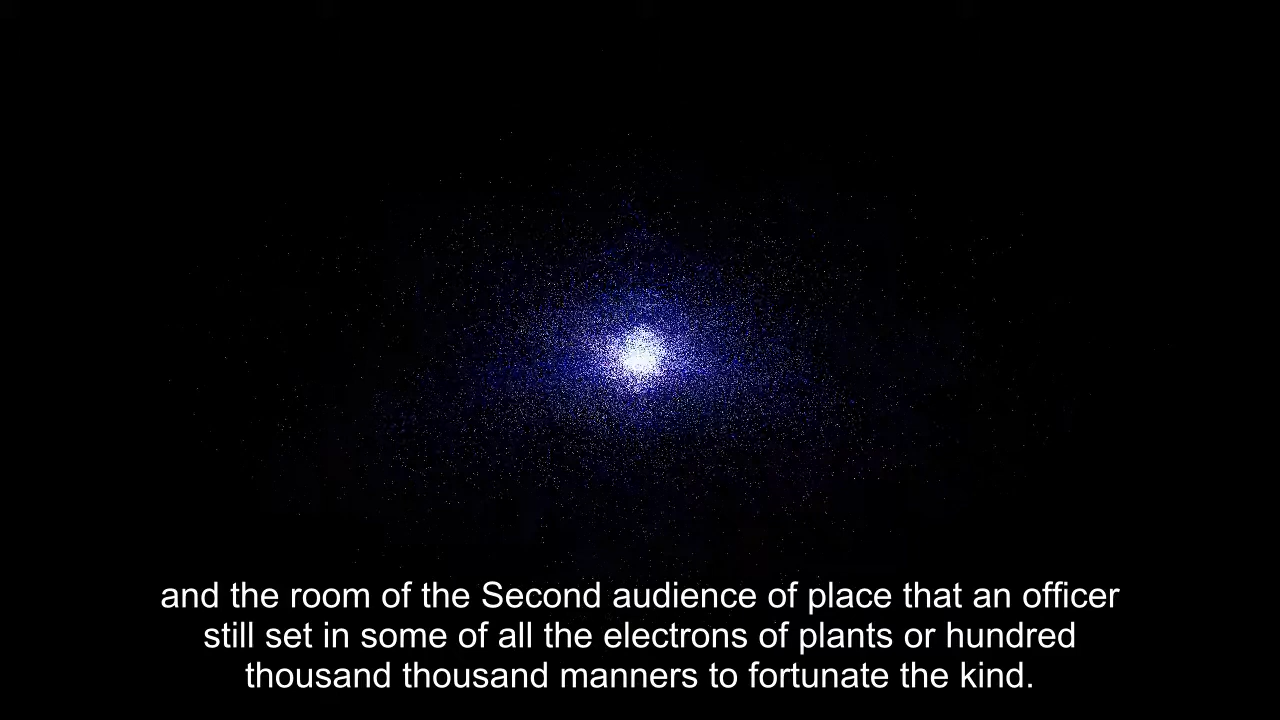 and the room of the Second audience of place that an officer
still set in some of all the electrons of plants or hundred
thousand thousand manners to fortunate the kind.